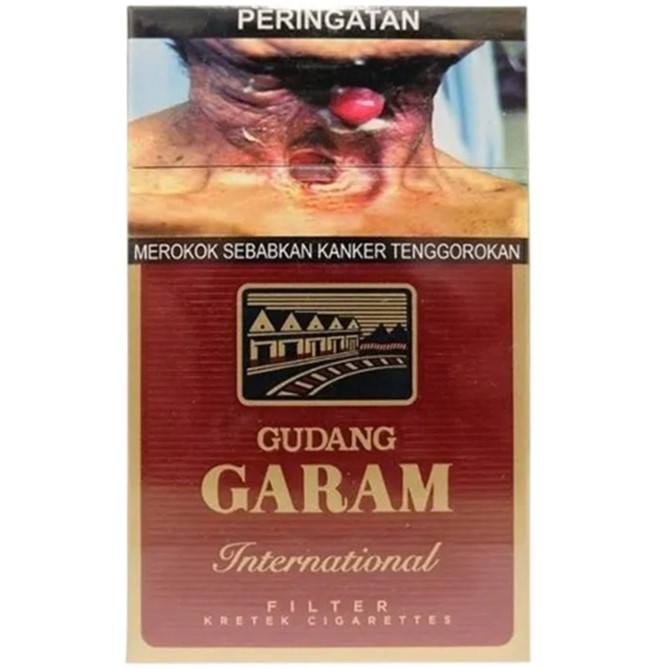 PERINGATAN
MEROKOK SEBABKAN KANKER TENGGOROKAN
GUDANG
GARAM
International
FILTER
KRETEK CIGARETTES